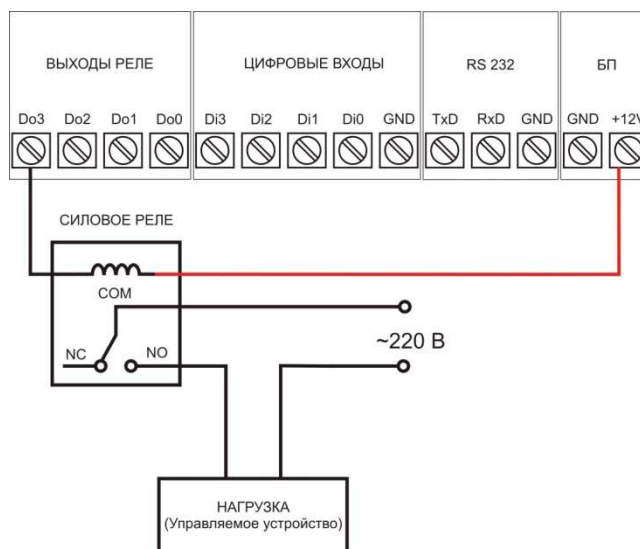 ВЫХОДЫ РЕЛЕ ЦИФРОВЫЕ ВХОДЫ RS 232 БП
Do3 Do2 Do1 Do0 Di3 Di2 Di1 Di0 GND TxD RxD GND GND +12V
СИЛОВОЕ РЕЛЕ
COM
NC NO
~220 В
НАГРУЗКА
(Управляемое устройство)